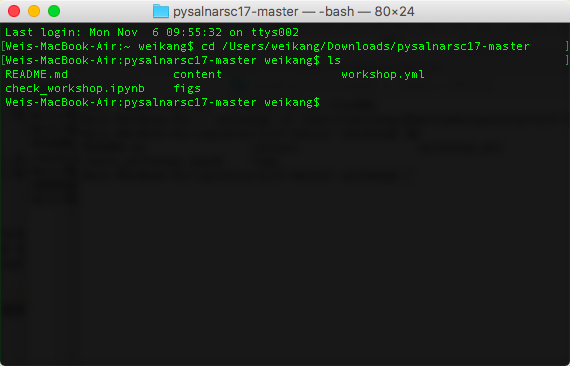 pysalnarsc17-master — -bash — 80×24
Last login: Mon Nov  6 09:55:32 on ttys002
[Weis-MacBook-Air:~ weikang$ cd /Users/weikang/Downloads/pysalnarsc17-master     ]
[Weis-MacBook-Air:pysalnarsc17-master weikang$ ls                                ]
README.md               content                 workshop.yml
check_workshop.ipynb    figs
Weis-MacBook-Air:pysalnarsc17-master weikang$